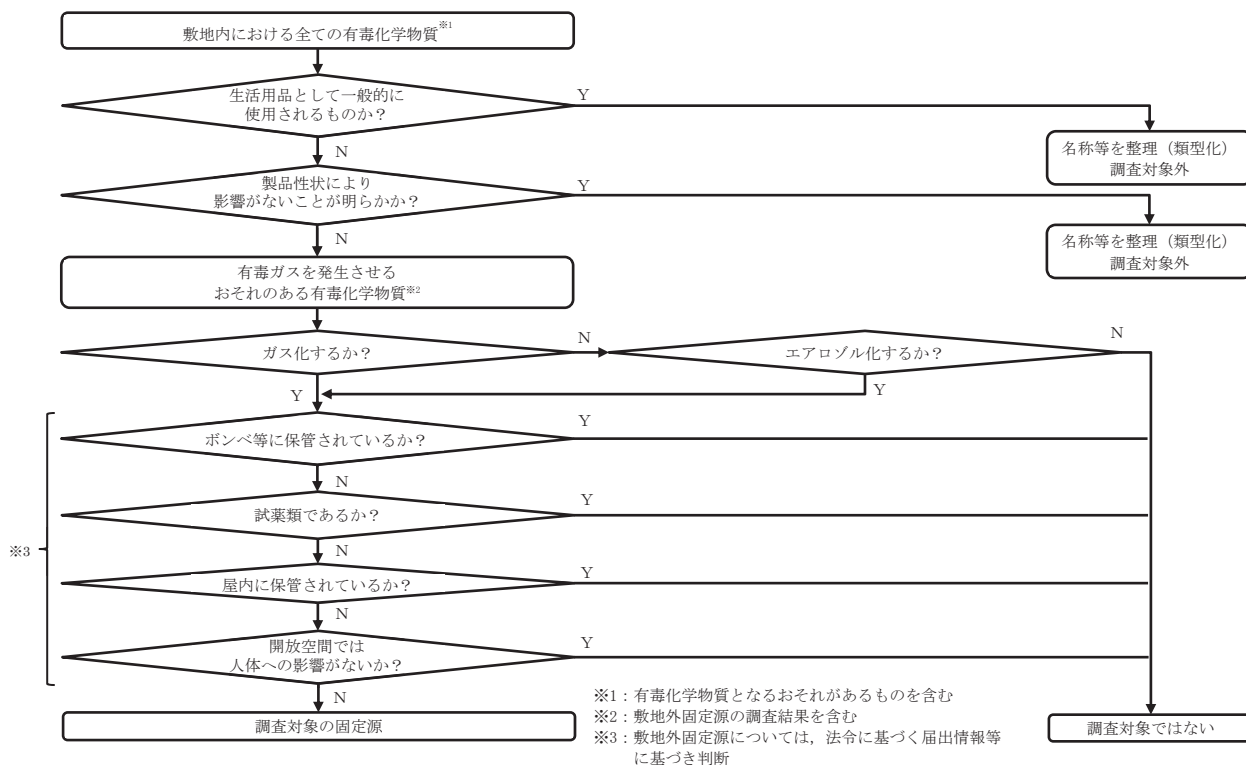 敷地内における全ての有毒化学物質※1
生活用品として一般的に
使用されるものか？
Y
名称等を整理（類型化）
調査対象外
N
製品性状により
影響がないことが明らかか？
Y
名称等を整理（類型化）
調査対象外
N
有毒ガスを発生させる
おそれのある有毒化学物質※2
ガス化するか？
N
エアロゾル化するか？
N
Y
Y
ボンベ等に保管されているか？
Y
N
試薬類であるか？
Y
※3
N
屋内に保管されているか？
Y
N
開放空間では
人体への影響がないか？
Y
N
調査対象の固定源
※1：有毒化学物質となるおそれがあるものを含む
※2：敷地外固定源の調査結果を含む
※3：敷地外固定源については，法令に基づく届出情報等
に基づき判断
調査対象ではない